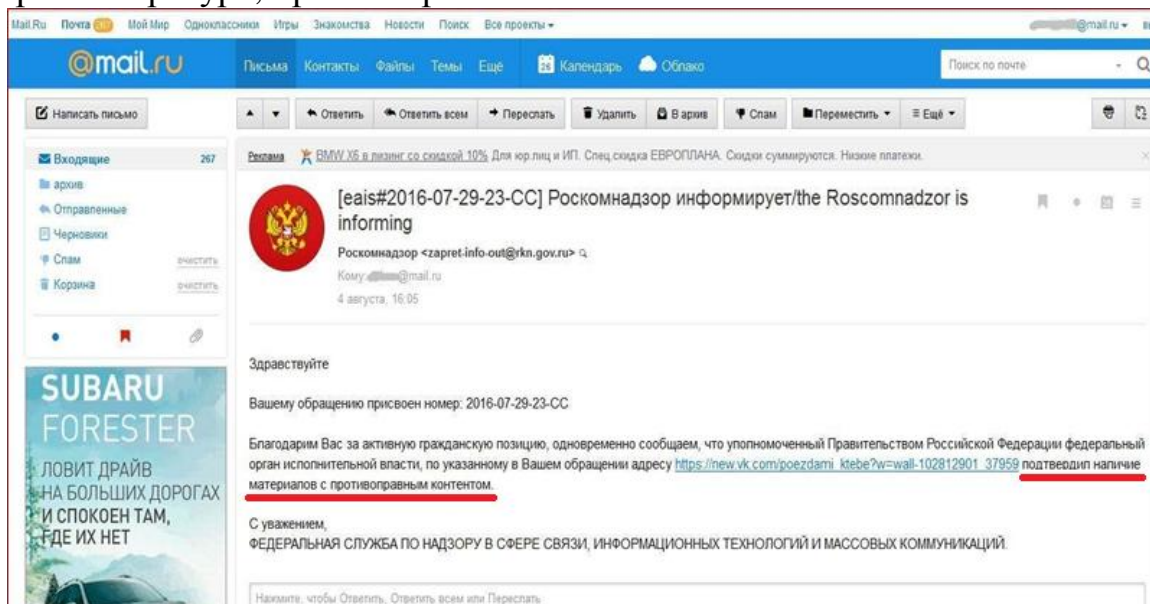 Mail.Ru Почта Мой Мир Одноклассники Игры Знакомства Новости Поиск Все проекты @mail.ru
@mail.ru Письма Контакты Файлы Темы Ещё 26 Календарь Облако Поиск по почте
Написать письмо Ответить Ответить всем Переслать Удалить В архив Спам Переместить Ещё
Входящие 267
архив
Отправленные
Черновики
Спам очистить
Корзина очистить
Реклама BMW X6 в лизинг со скидкой 10% Для юр.лиц и ИП. Спец.скидка ЕВРОПЛАНА. Скидки суммируются. Низкие платежи.
[eais#2016-07-29-23-CC] Роскомнадзор информирует/the Roscomnadzor is
informing
Роскомнадзор <zapret-info-out@rkn.gov.ru>
Кому: @mail.ru
4 августа, 16:05
Здравствуйте
Вашему обращению присвоен номер: 2016-07-29-23-CC
Благодарим Вас за активную гражданскую позицию, одновременно сообщаем, что уполномоченный Правительством Российской Федерации федеральный
орган исполнительной власти, по указанному в Вашем обращении адресу https://new.vk.com/poezdami_ktebe?w=wall-102812901_37959 подтвердил наличие
материалов с противоправным контентом.
С уважением,
ФЕДЕРАЛЬНАЯ СЛУЖБА ПО НАДЗОРУ В СФЕРЕ СВЯЗИ, ИНФОРМАЦИОННЫХ ТЕХНОЛОГИЙ И МАССОВЫХ КОММУНИКАЦИЙ.
Нажмите, чтобы Ответить, Ответить всем или Переслать
SUBARU
FORESTER
ЛОВИТ ДРАЙВ
НА БОЛЬШИХ ДОРОГАХ
И СПОКОЕН ТАМ,
ГДЕ ИХ НЕТ